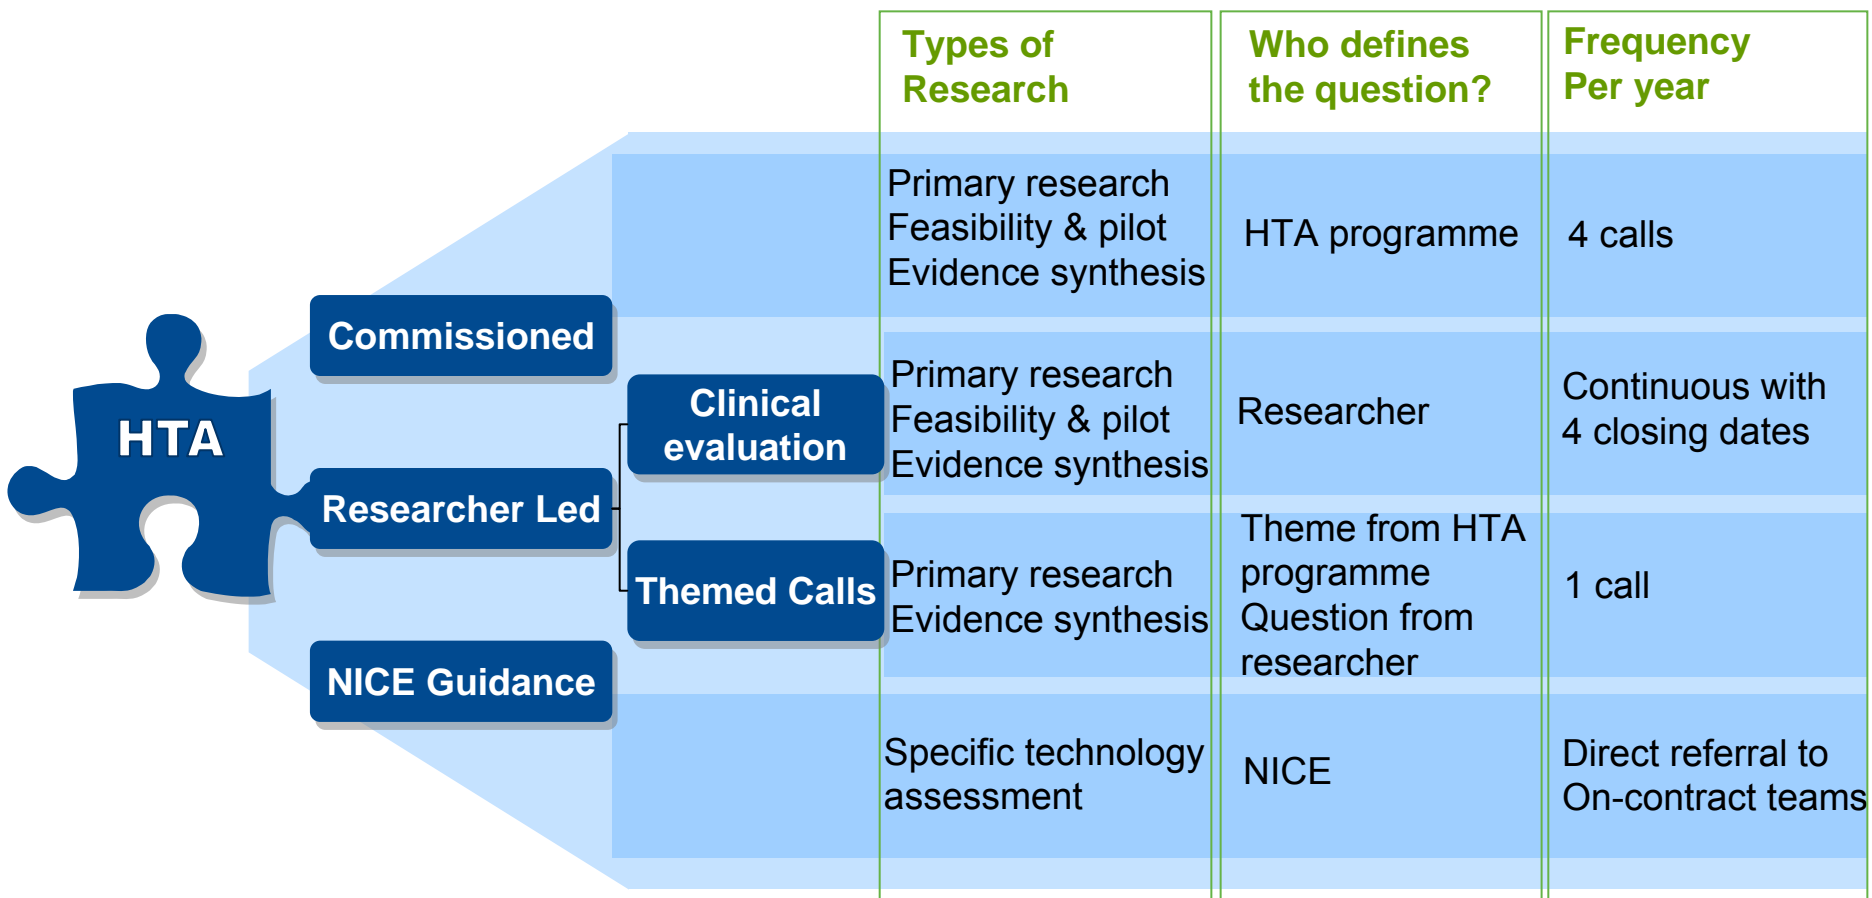 Types of
Research
Who defines
the question?
Frequency
Per year
HTA
Commissioned
Primary research
Feasibility & pilot
Evidence synthesis
HTA programme
4 calls
Researcher Led
Clinical
evaluation
Primary research
Feasibility & pilot
Evidence synthesis
Researcher
Continuous with
4 closing dates
Themed Calls
Primary research
Evidence synthesis
Theme from HTA
programme
Question from
researcher
1 call
NICE Guidance
Specific technology
assessment
NICE
Direct referral to
On-contract teams